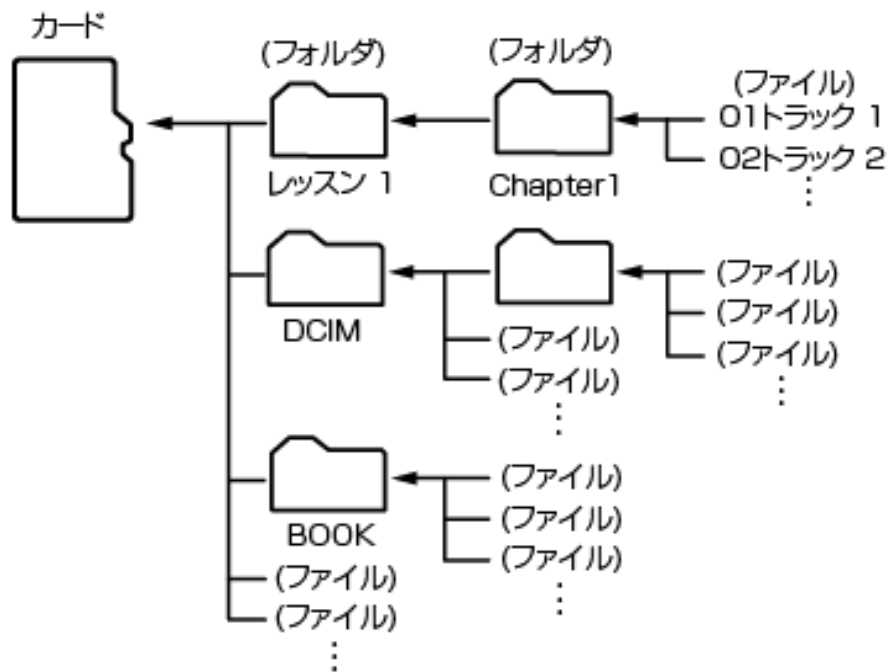 カード
(フォルダ)
(フォルダ)
(ファイル)
01トラック 1
02トラック 2
⋮
レッスン 1
Chapter1
DCIM
(ファイル)
(ファイル)
⋮
(ファイル)
(ファイル)
(ファイル)
⋮
BOOK
(ファイル)
(ファイル)
(ファイル)
⋮
(ファイル)
(ファイル)
⋮